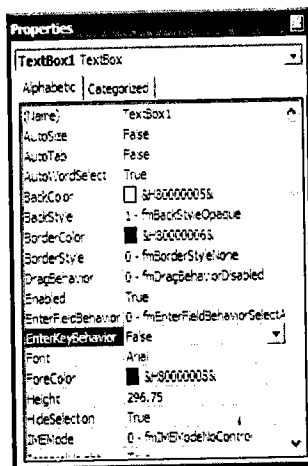 Properties
TextBox1 TextBox
Alphabetic Categorized
(Name) TextBox1
AutoSize False
AutoTab False
AutoWordSelect True
BackColor &H80000005&
BackStyle 1 - fmBackStyleOpaque
BorderColor &H80000006&
BorderStyle 0 - fmBorderStyleNone
DragBehavior 0 - fmDragBehaviorDisabled
Enabled True
EnterFieldBehavior 0 - fmEnterFieldBehaviorSelectA
EnterKeyBehavior False
Font Arial
ForeColor
Height 296.75
HideSelection True
IMEMode 0 - fmIMEModeNoContro